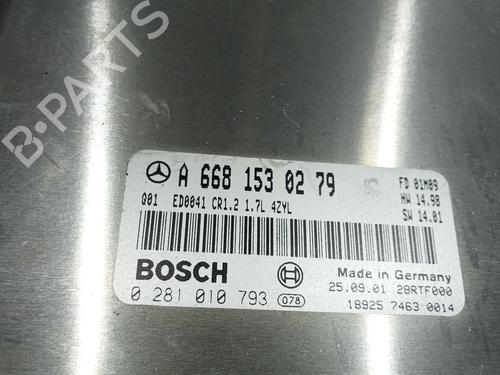 B-PARTS
A 668 153 02 79
FD 01M09
Q01 ED0041 CR1.2 1.7L 4ZYL
HW 14.98
SW 14.01
BOSCH
Made in Germany
0 281 010 793
078
25.09.01 28RTF000
18925 7463 0014